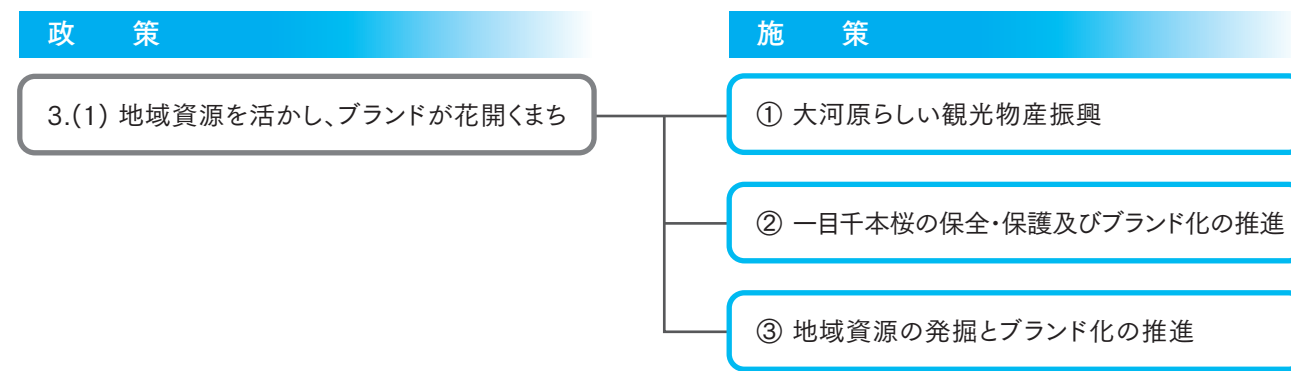 政　策
施　策
3.(1) 地域資源を活かし、ブランドが花開くまち
① 大河原らしい観光物産振興
② 一目千本桜の保全・保護及びブランド化の推進
③ 地域資源の発掘とブランド化の推進